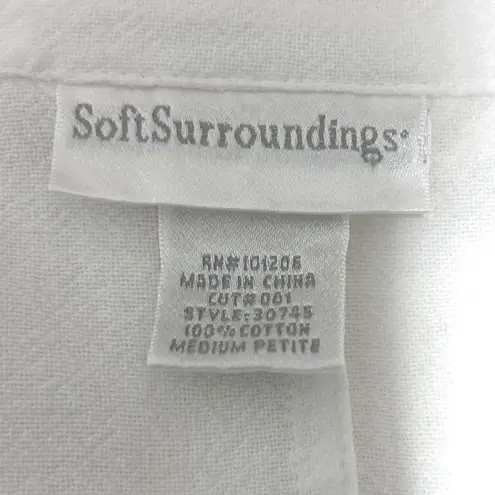 SoftSurroundings®
RN#101206
MADE IN CHINA
CUT#001
STYLE:30745
100% COTTON
MEDIUM PETITE